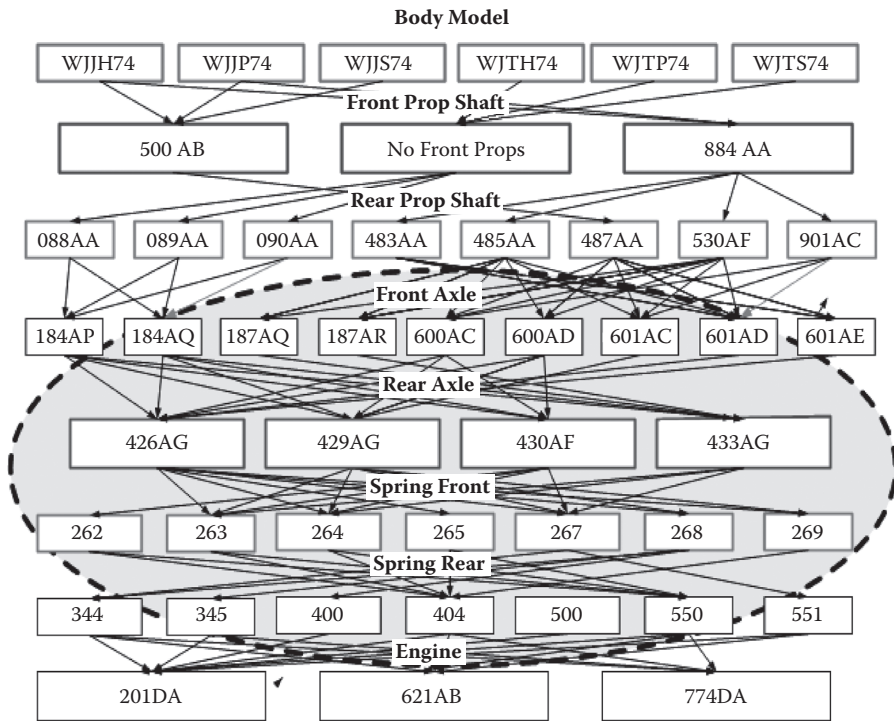 Body Model
WJJH74 WJJP74 WJJS74 WJTH74 WJTP74 WJTS74
Front Prop Shaft
500 AB No Front Props 884 AA
Rear Prop Shaft
088AA 089AA 090AA 483AA 485AA 487AA 530AF 901AC
Front Axle
184AP 184AQ 187AQ 187AR 600AC 600AD 601AC 601AD 601AE
Rear Axle
426AG 429AG 430AF 433AG
Spring Front
262 263 264 265 267 268 269
Spring Rear
344 345 400 404 500 550 551
Engine
201DA 621AB 774DA